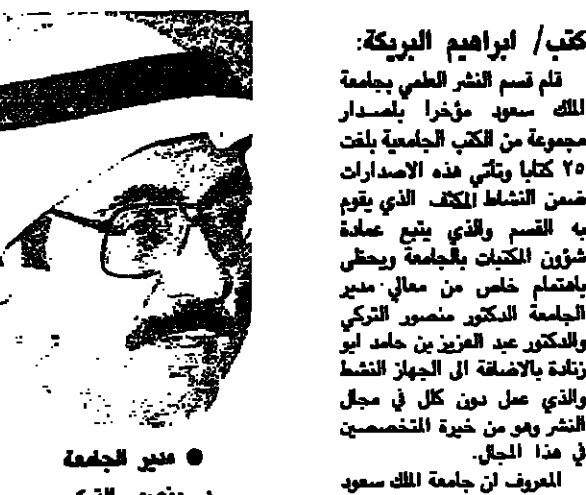 كتب/ ابراهيم البريكة:
قام قسم النشر العلمي بجامعة
الملك سعود مؤخرا باصدار
مجموعة من الكتب الجامعية بلغت
٢٥ كتابا وتأتي هذه الاصدارات
ضمن النشاط المكثف الذي يقوم
به القسم والذي يتبع عمادة
شؤون المكتبات بالجامعة ويحظى
باهتمام خاص من معالي مدير
الجامعة الدكتور منصور التركي
والدكتور عبد العزيز بن حامد ابو
زنادة بالاضافة الى الجهاز النشط
والذي عمل دون كلل في مجال
النشر وهو من خيرة المتخصصين
في هذا المجال.
المعروف ان جامعة الملك سعود
● مدير الجامعة